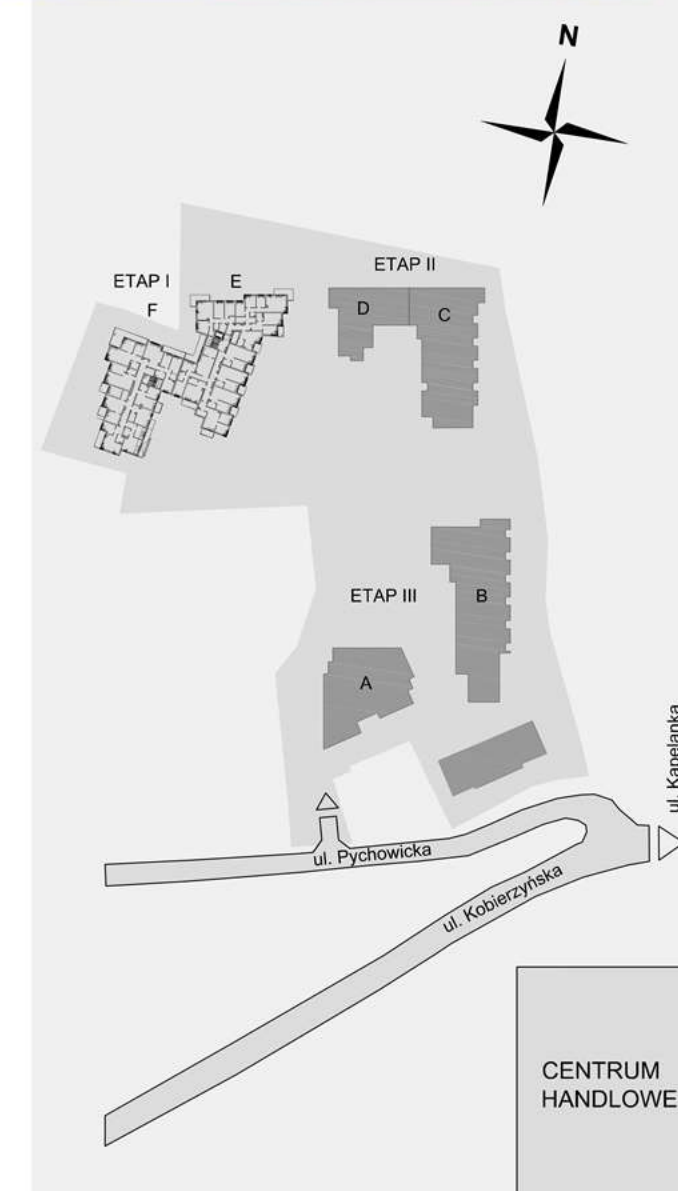 N
ETAP II
ETAP I
E
F
D
C
ETAP III
B
A
ul. Kapelanka
ul. Pychowicka
ul. Kobierzyńska
CENTRUM
HANDLOWE